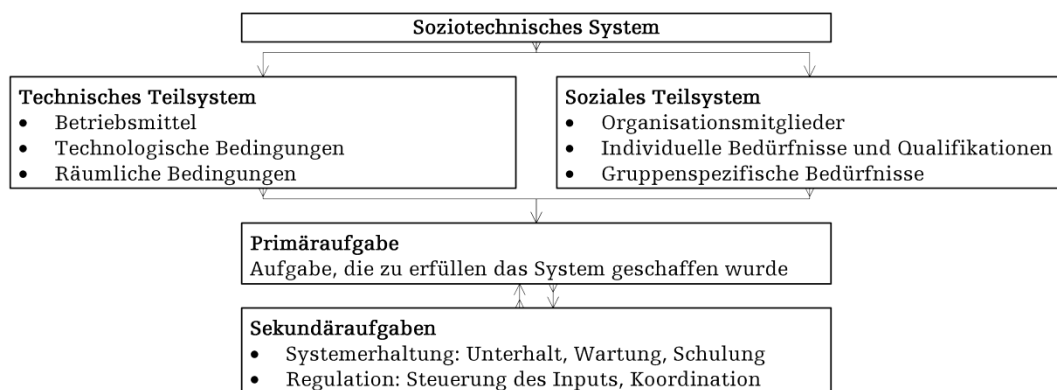 Soziotechnisches System
Technisches Teilsystem
• Betriebsmittel
• Technologische Bedingungen
• Räumliche Bedingungen
Soziales Teilsystem
• Organisationsmitglieder
• Individuelle Bedürfnisse und Qualifikationen
• Gruppenspezifische Bedürfnisse
Primäraufgabe
Aufgabe, die zu erfüllen das System geschaffen wurde
Sekundäraufgaben
• Systemerhaltung: Unterhalt, Wartung, Schulung
• Regulation: Steuerung des Inputs, Koordination